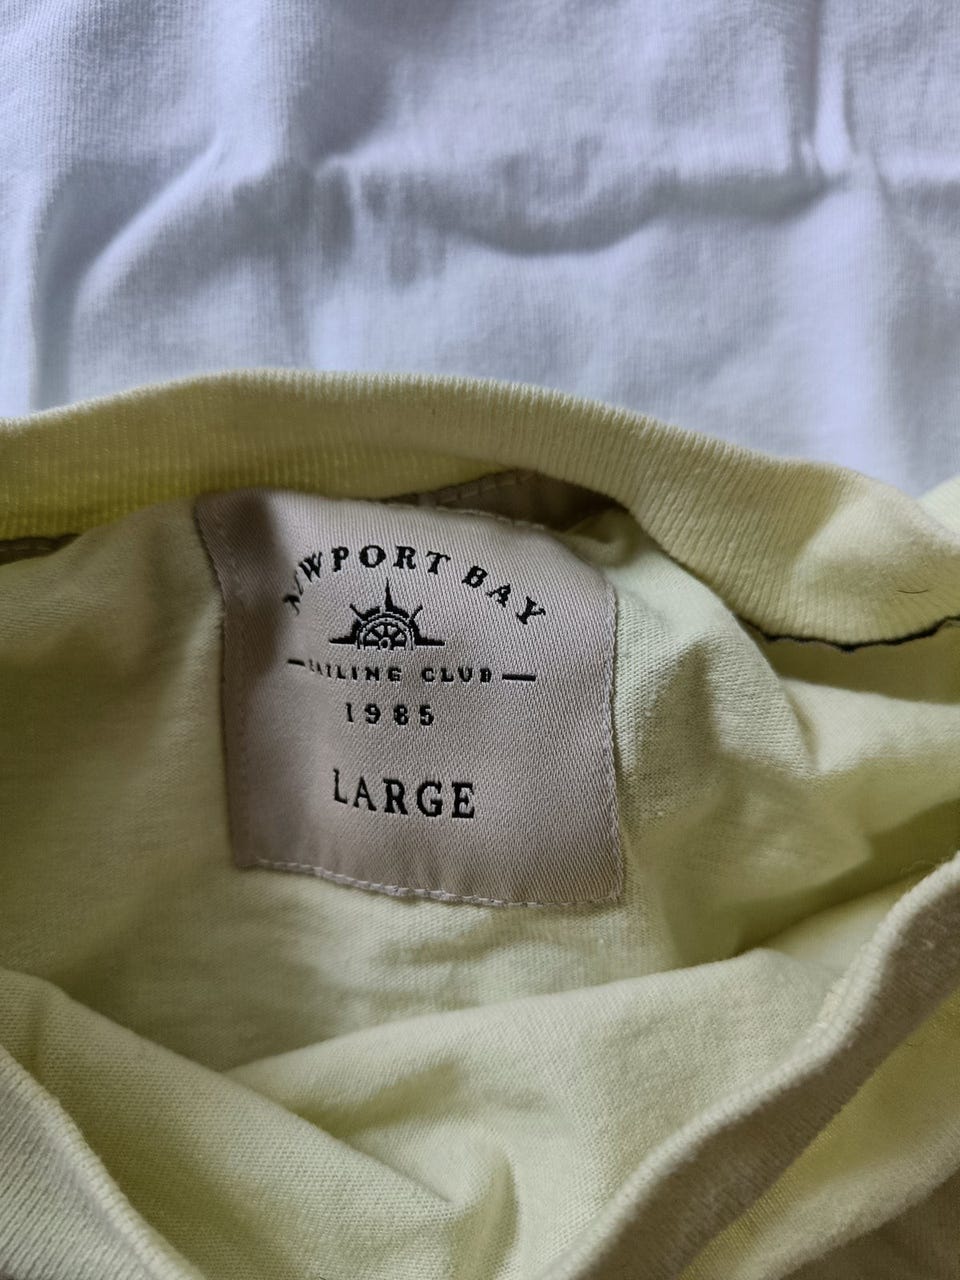 NEWPORT BAY
SAILING CLUB
1985
LARGE